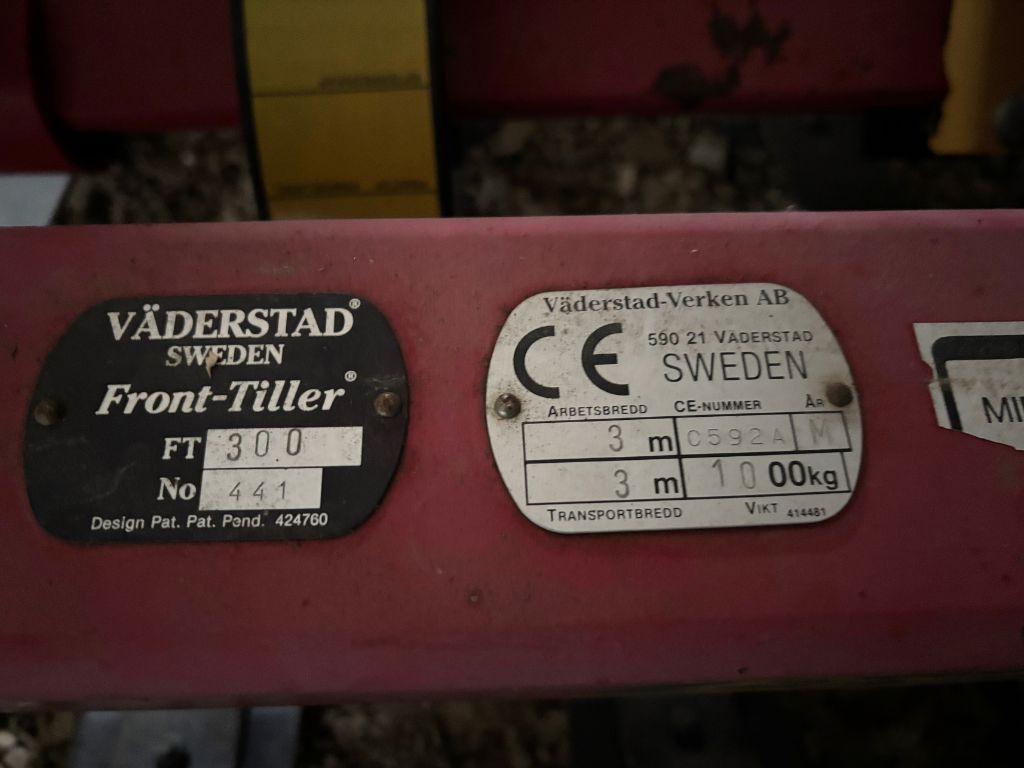 VÄDERSTAD®
SWEDEN
Front-Tiller®
FT 300
No 441
Design Pat. Pat. Pend. 424760
Väderstad-Verken AB
CE 590 21 VÄDERSTAD
SWEDEN
ARBETSBREDD CE-NUMMER ÅR
3 m C592A M
3 m 1000kg
TRANSPORTBREDD VIKT 414481